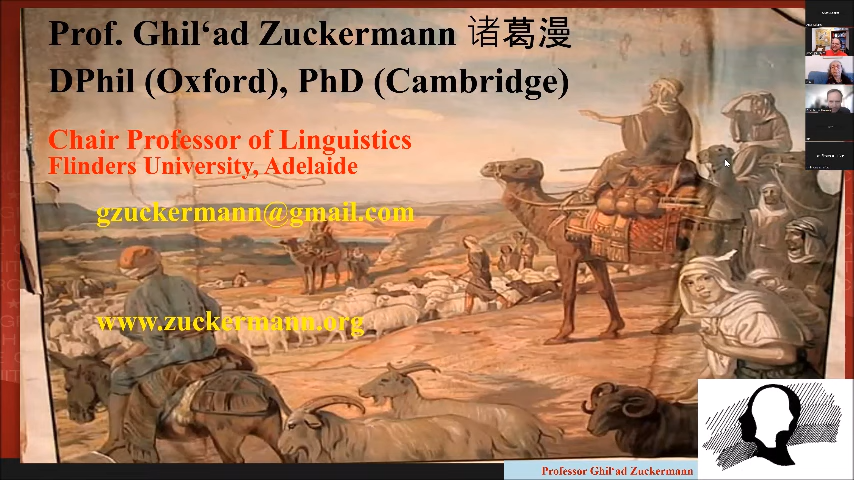 Prof. Ghil‘ad Zuckermann 诸葛漫
DPhil (Oxford), PhD (Cambridge)
Chair Professor of Linguistics
Flinders University, Adelaide
gzuckermann@gmail.com
www.zuckermann.org
Professor Ghil‘ad Zuckermann